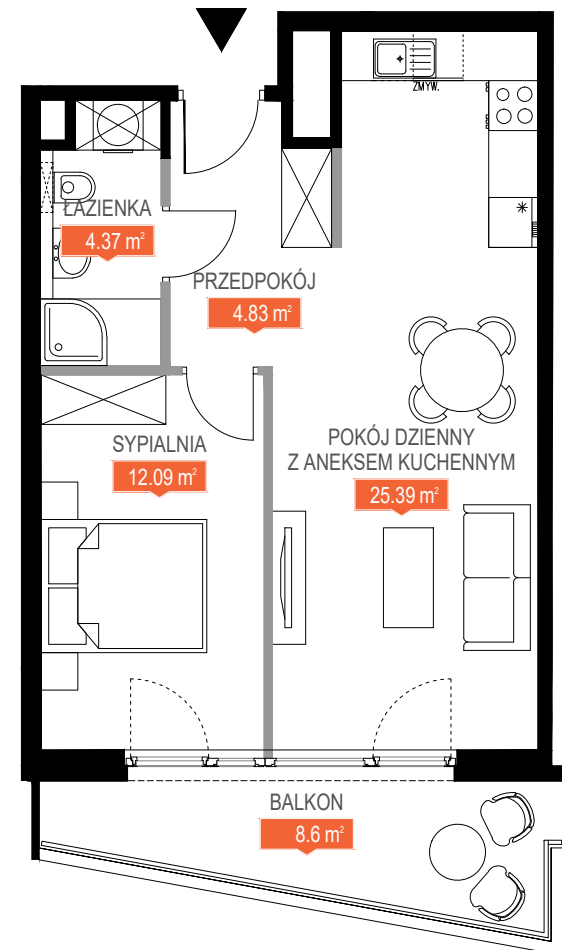 ZMYW.
ŁAZIENKA
4.37 m²
PRZEDPOKÓJ
4.83 m²
SYPIALNIA
12.09 m²
POKÓJ DZIENNY
Z ANEKSEM KUCHENNYM
25.39 m²
BALKON
8.6 m²